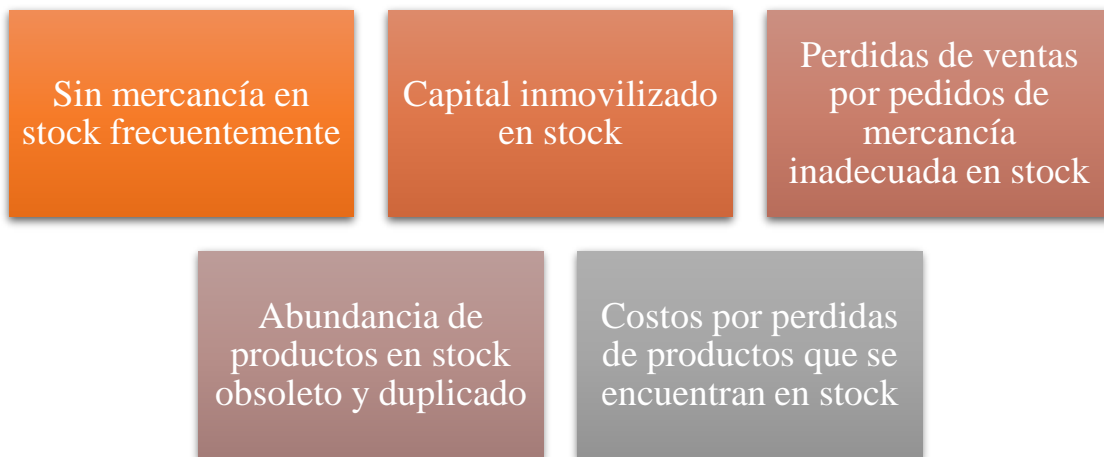 Sin mercancía en
stock frecuentemente
Capital inmovilizado
en stock
Perdidas de ventas
por pedidos de
mercancía
inadecuada en stock
Abundancia de
productos en stock
obsoleto y duplicado
Costos por perdidas
de productos que se
encuentran en stock